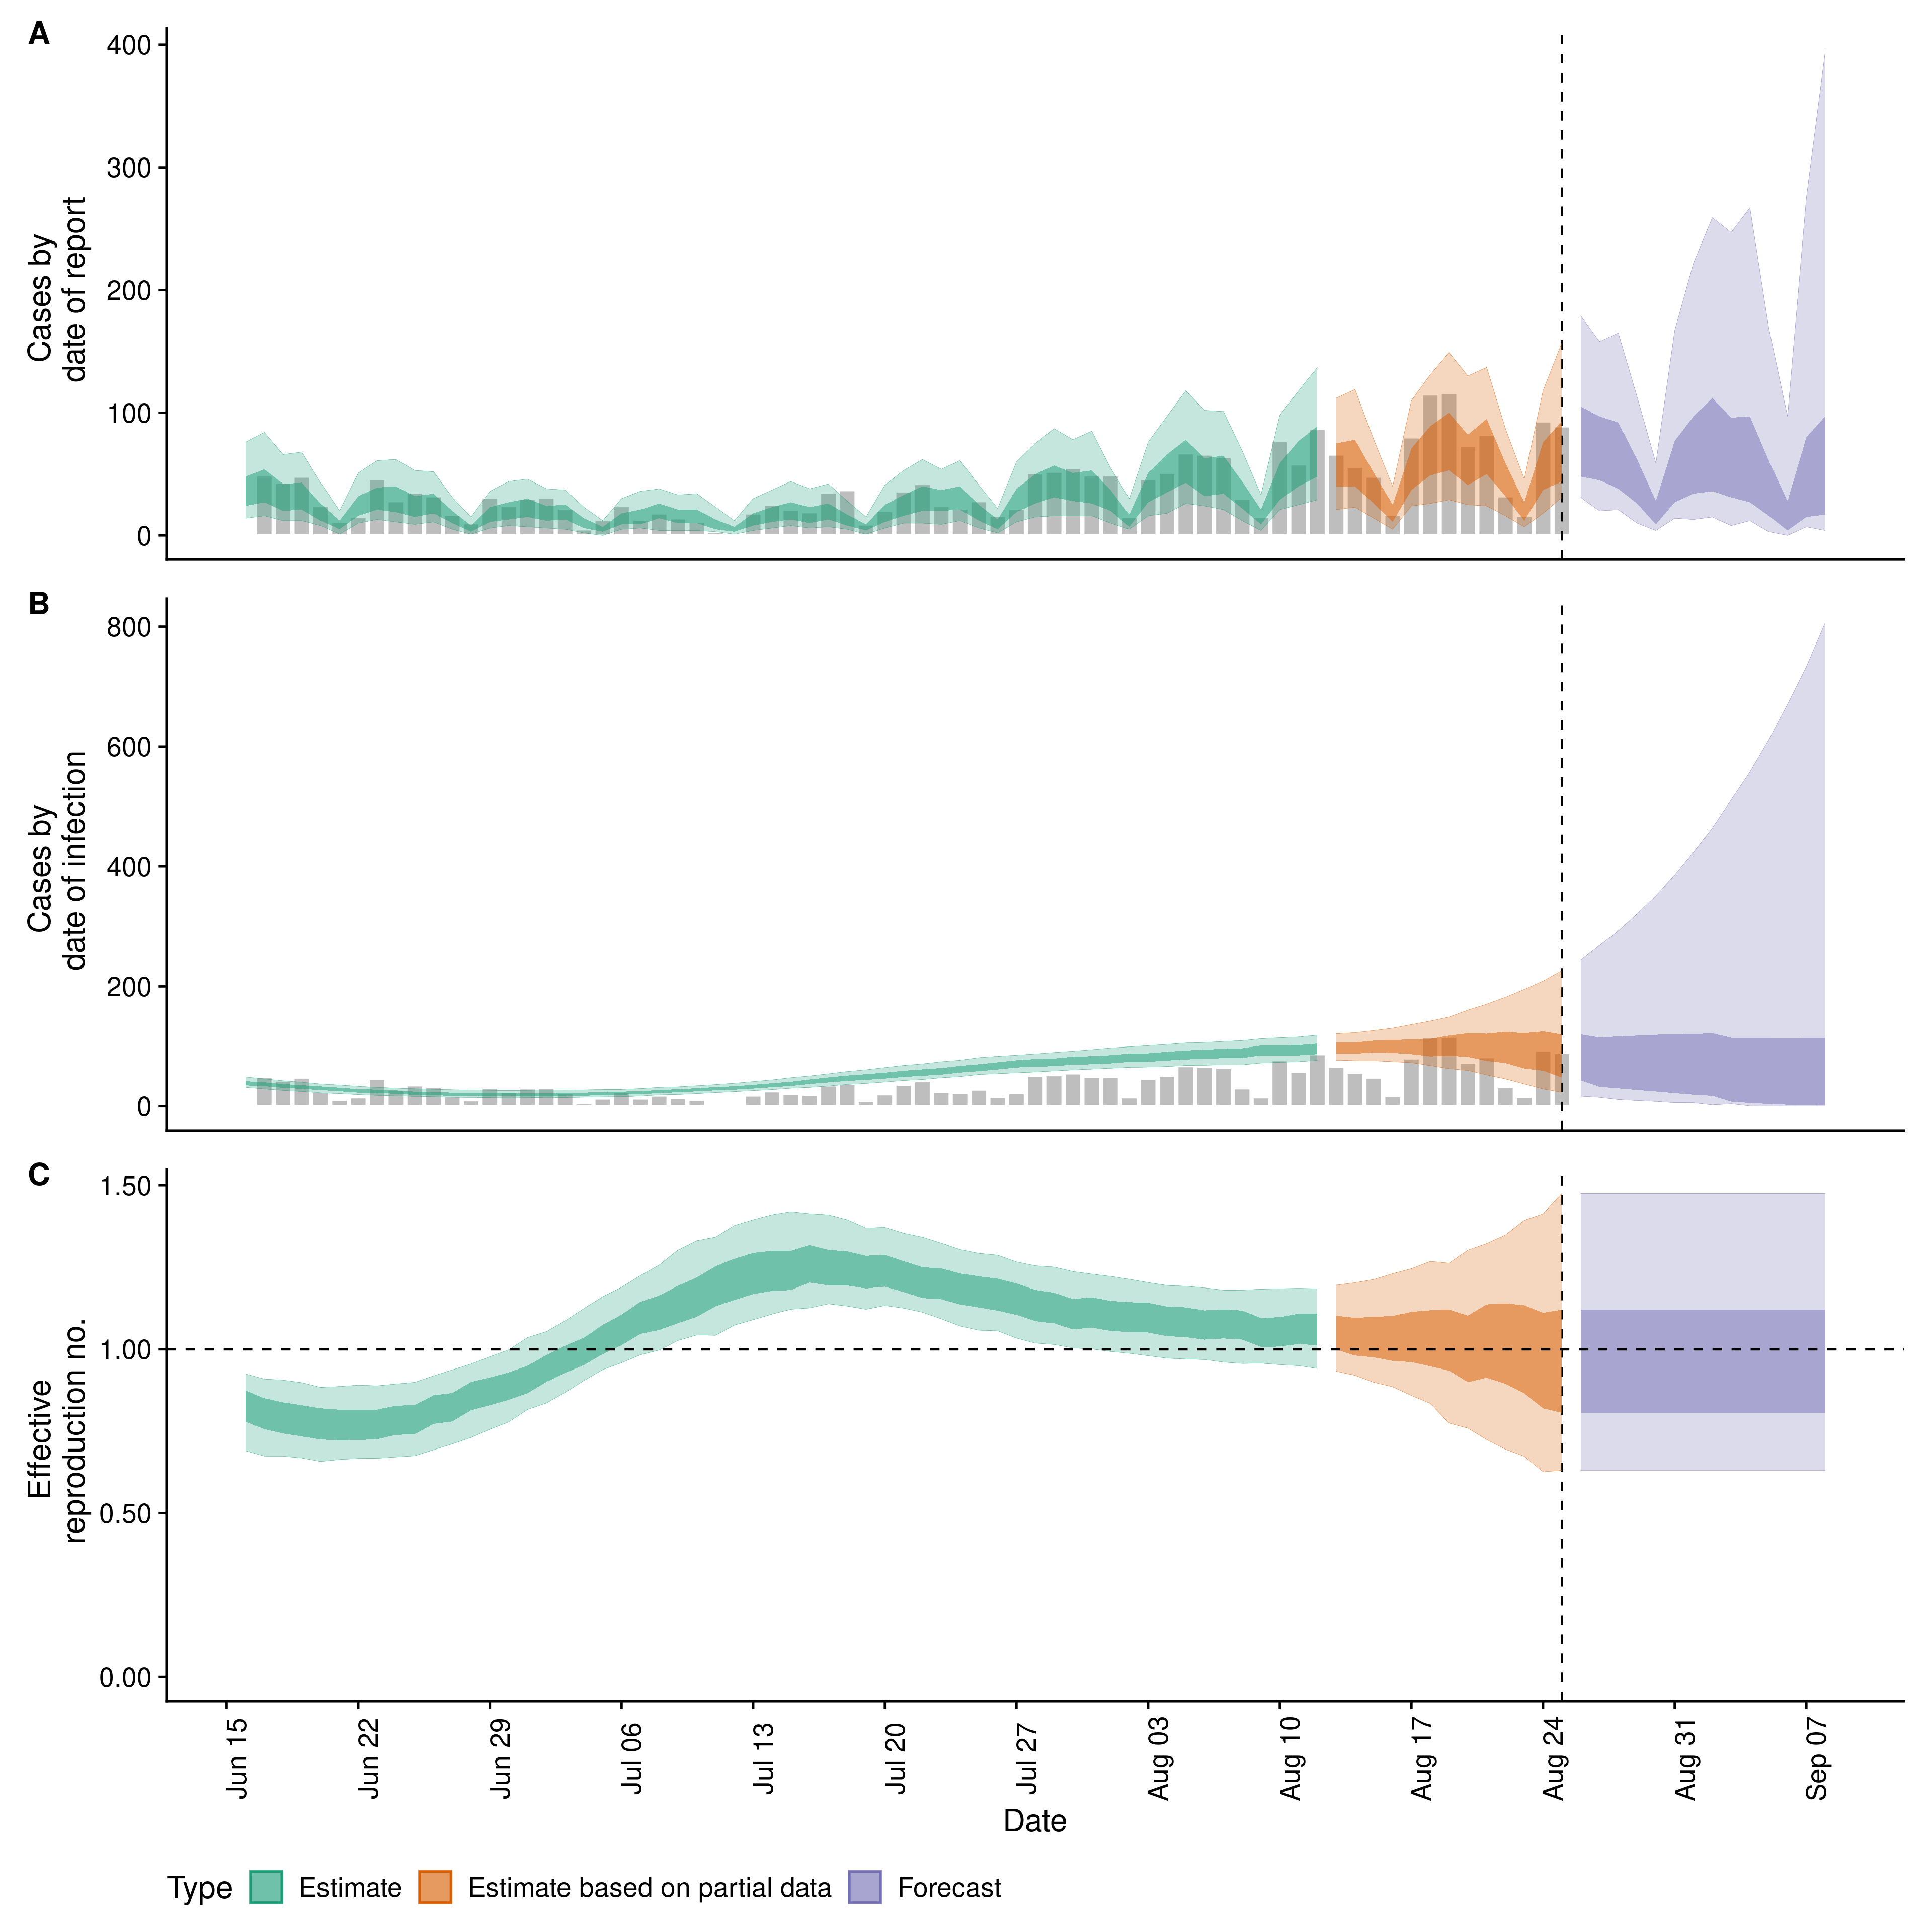 A
Cases by
date of report
400
300
200
100
0
B
Cases by
date of infection
800
600
400
200
0
C
Effective
reproduction no.
1.50
1.00
0.50
0.00
Jun 15
Jun 22
Jun 29
Jul 06
Jul 13
Jul 20
Jul 27
Aug 03
Aug 10
Aug 17
Aug 24
Aug 31
Sep 07
Date
Type Estimate Estimate based on partial data Forecast